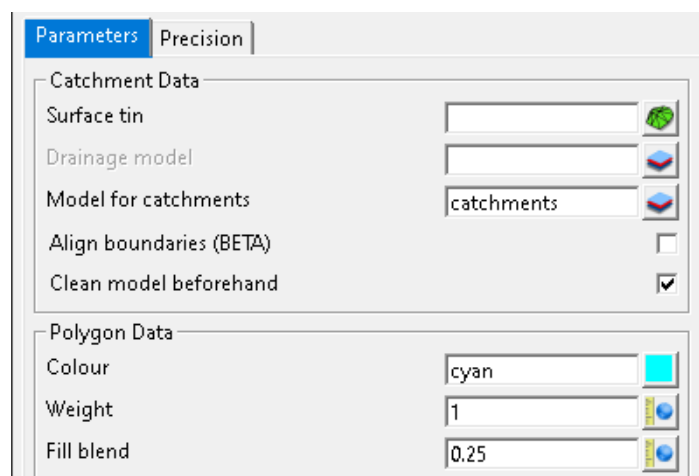 Parameters Precision
Catchment Data
Surface tin
Drainage model
Model for catchments catchments
Align boundaries (BETA)
Clean model beforehand
Polygon Data
Colour cyan
Weight 1
Fill blend 0.25